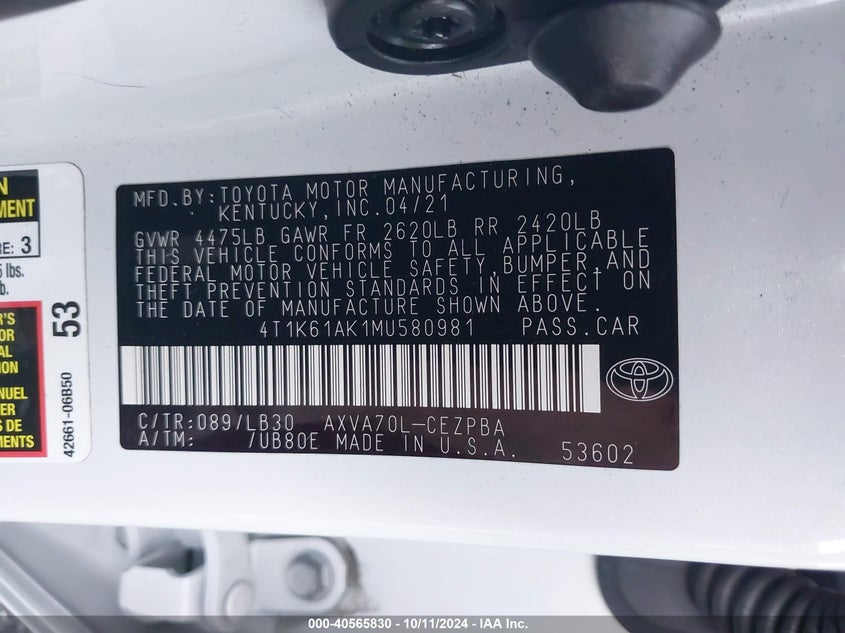 MFD.BY:TOYOTA MOTOR MANUFACTURING,
KENTUCKY,INC.04/21
GVWR 4475LB GAWR FR 2620LB RR 2420LB
THIS VEHICLE CONFORMS TO ALL APPLICABLE
FEDERAL MOTOR VEHICLE SAFETY,BUMPER,AND
THEFT PREVENTION STANDARDS IN EFFECT ON
THE DATE OF MANUFACTURE SHOWN ABOVE.
4T1K61AK1MU580981 PASS.CAR
C/TR:089/LB30 AXVA70L-CEZPBA
A/TM: /UB80E MADE IN U.S.A. 53602
RE: 3
lbs.
53
42661-06B50
000-40565830 - 10/11/2024 - IAA Inc.